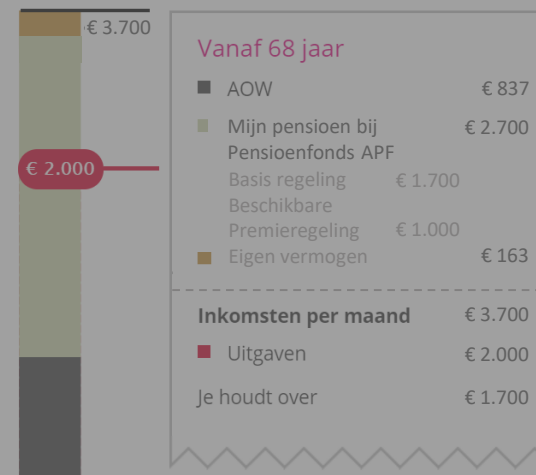 € 3.700
Vanaf 68 jaar
AOW € 837
Mijn pensioen bij € 2.700
Pensioenfonds APF
€ 2.000
Basis regeling € 1.700
Beschikbare
Premieregeling € 1.000
Eigen vermogen € 163
Inkomsten per maand € 3.700
Uitgaven € 2.000
Je houdt over € 1.700